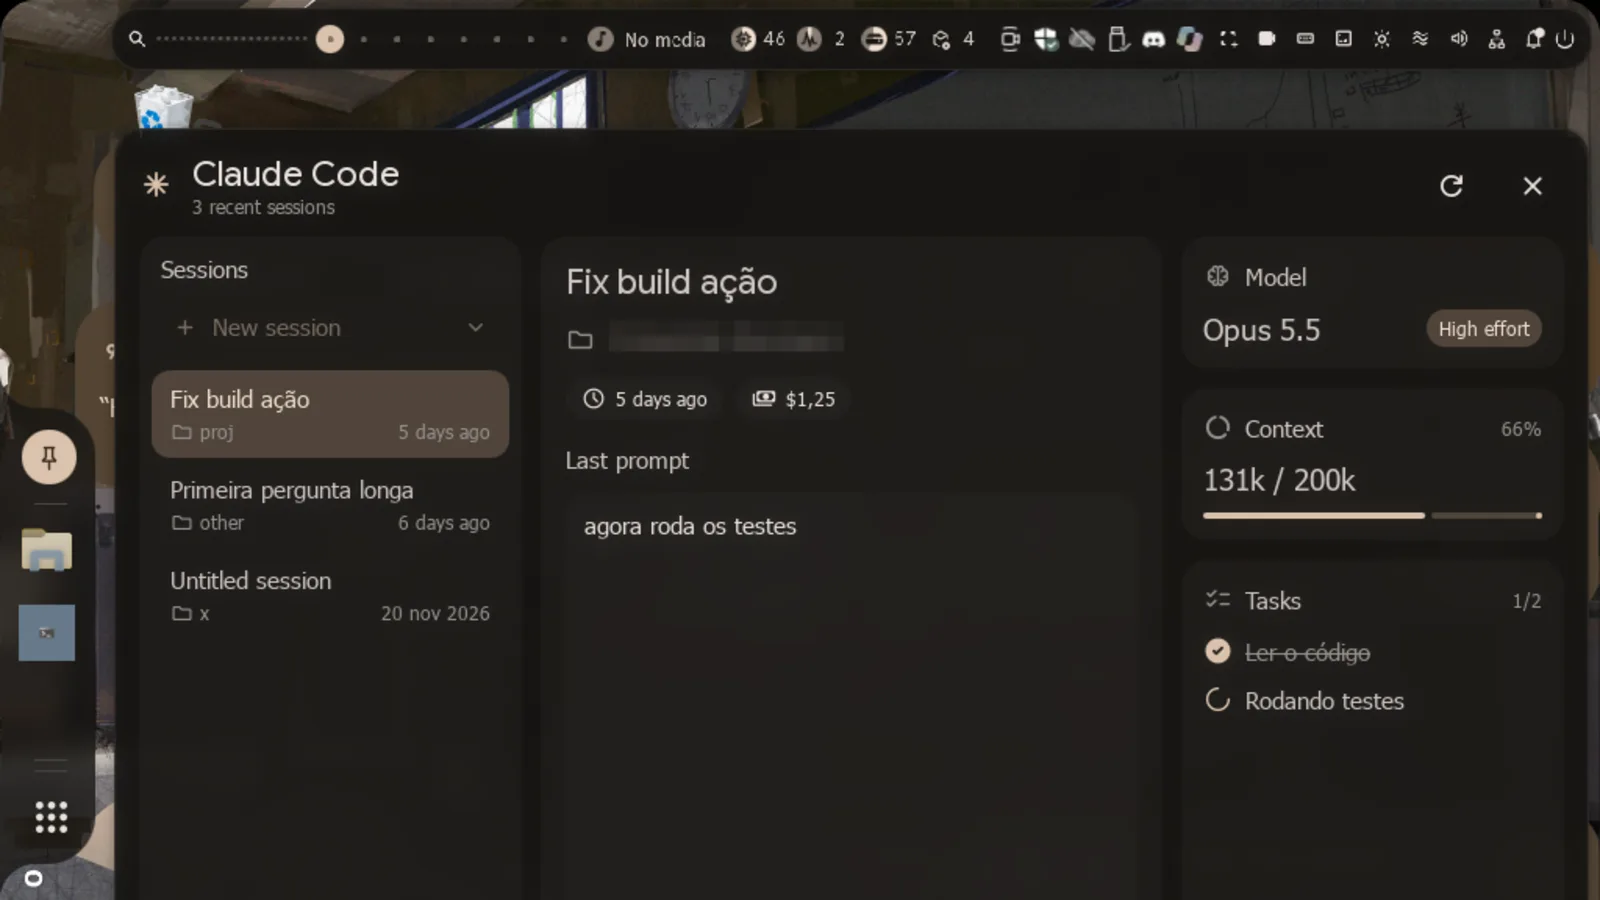 No media
46
2
57
4
Claude Code
3 recent sessions
Sessions
New session
Fix build ação
proj
5 days ago
Primeira pergunta longa
other
6 days ago
Untitled session
x
20 nov 2026
Fix build ação
5 days ago
$1,25
Last prompt
agora roda os testes
Model
Opus 5.5
High effort
Context
66%
131k / 200k
Tasks
1/2
Ler o código
Rodando testes